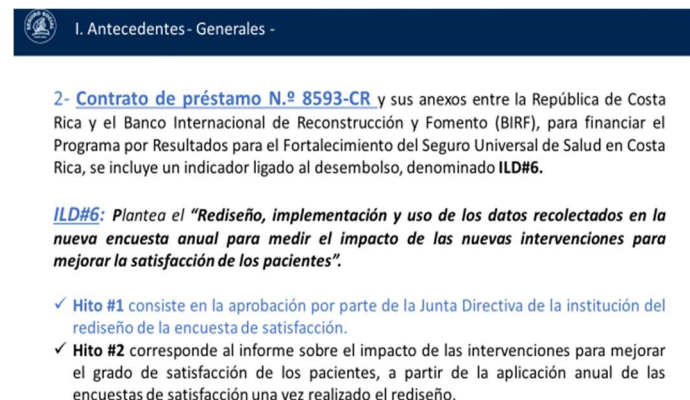 I. Antecedentes - Generales -
2- Contrato de préstamo N.º 8593-CR y sus anexos entre la República de Costa
Rica y el Banco Internacional de Reconstrucción y Fomento (BIRF), para financiar el
Programa por Resultados para el Fortalecimiento del Seguro Universal de Salud en Costa
Rica, se incluye un indicador ligado al desembolso, denominado ILD#6.
ILD#6: Plantea el “Rediseño, implementación y uso de los datos recolectados en la
nueva encuesta anual para medir el impacto de las nuevas intervenciones para
mejorar la satisfacción de los pacientes”.
✓ Hito #1 consiste en la aprobación por parte de la Junta Directiva de la institución del
rediseño de la encuesta de satisfacción.
✓ Hito #2 corresponde al informe sobre el impacto de las intervenciones para mejorar
el grado de satisfacción de los pacientes, a partir de la aplicación anual de las
encuestas de satisfacción una vez realizado el rediseño.